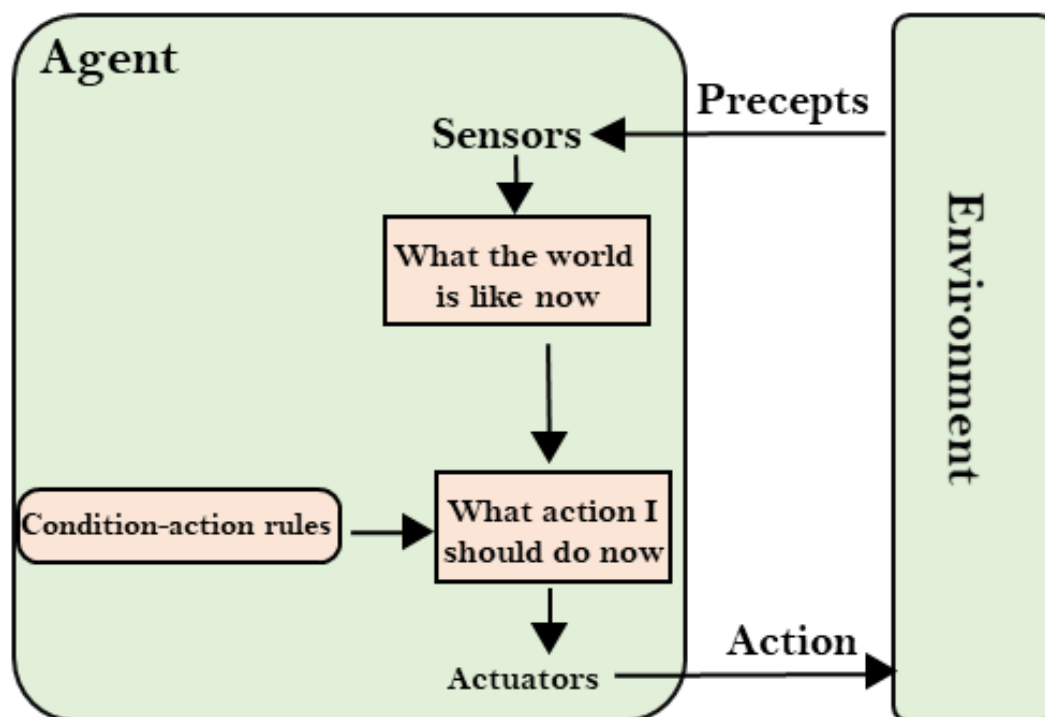 Agent
Precepts
Sensors
What the world
is like now
Environment
Condition-action rules
What action I
should do now
Action
Actuators